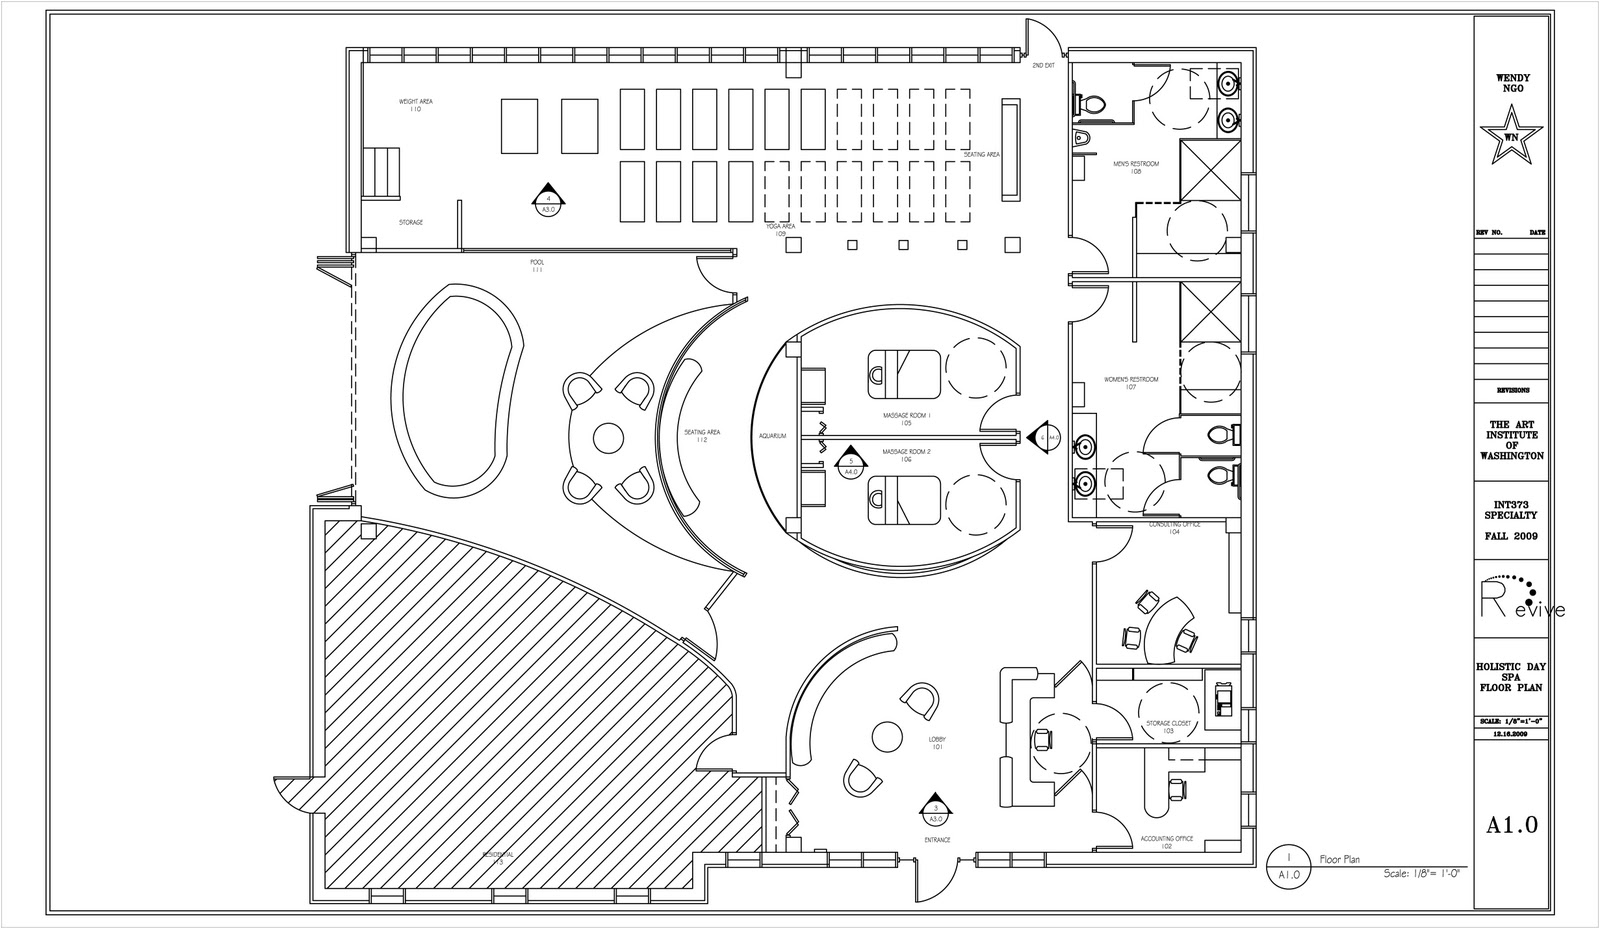 2ND EXIT
WEIGHT AREA
110
SEATING AREA
MEN'S RESTROOM
108
4
A3.0
STORAGE
YOGA AREA
109
POOL
111
WOMEN'S RESTROOM
107
MASSAGE ROOM 1
105
SEATING AREA
112
AQUARIUM
6
A4.0
MASSAGE ROOM 2
106
5
A4.0
CONSULTING OFFICE
104
STORAGE CLOSET
103
LOBBY
101
3
A3.0
ENTRANCE
ACCOUNTING OFFICE
102
RESIDENTIAL
113
1
A1.0
Floor Plan
Scale: 1/8"= 1'-0"
WENDY
NGO
WN
REV NO. DATE
REVISIONS
THE ART
INSTITUTE
OF
WASHINGTON
INT373
SPECIALTY
FALL 2009
Revive
HOLISTIC DAY
SPA
FLOOR PLAN
SCALE: 1/8"=1'-0"
12.16.2009
A1.0